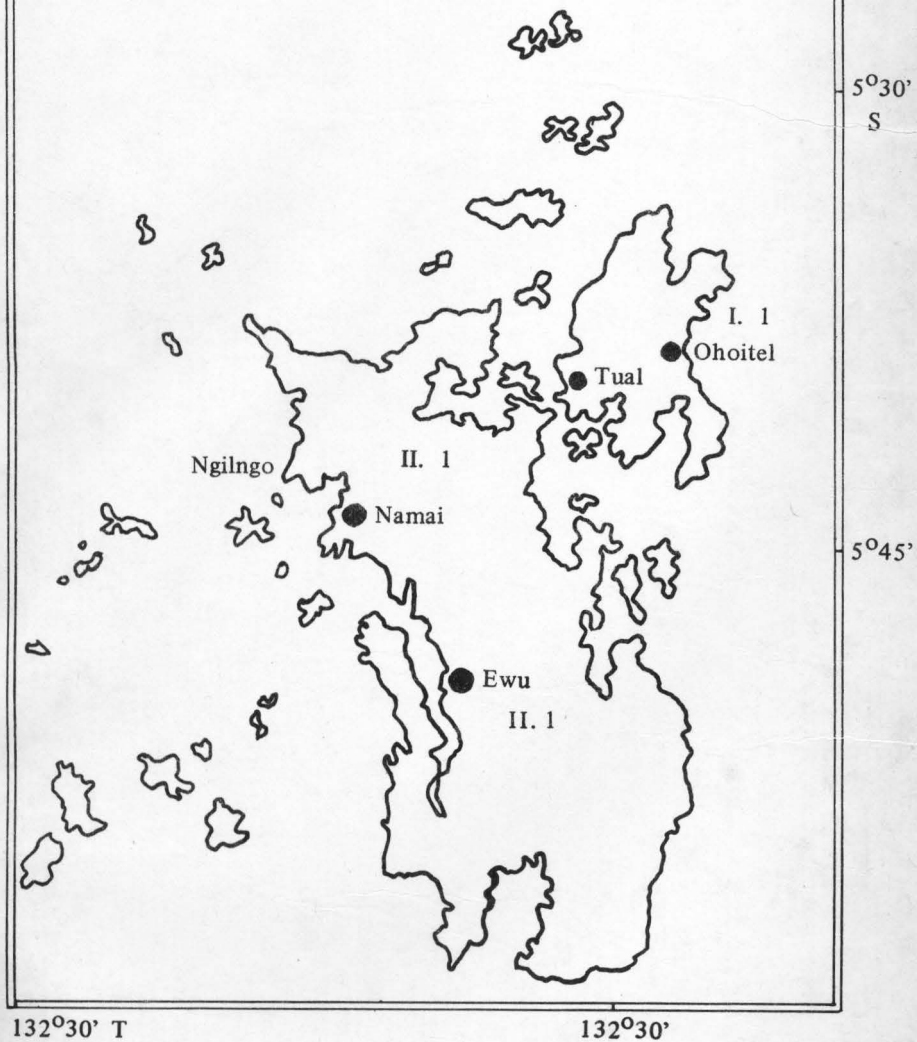 5°30'
S
I. 1
Ohoitel
Tual
Ngilngo
II. 1
Namai
5°45'
Ewu
II. 1
132°30' T
132°30'